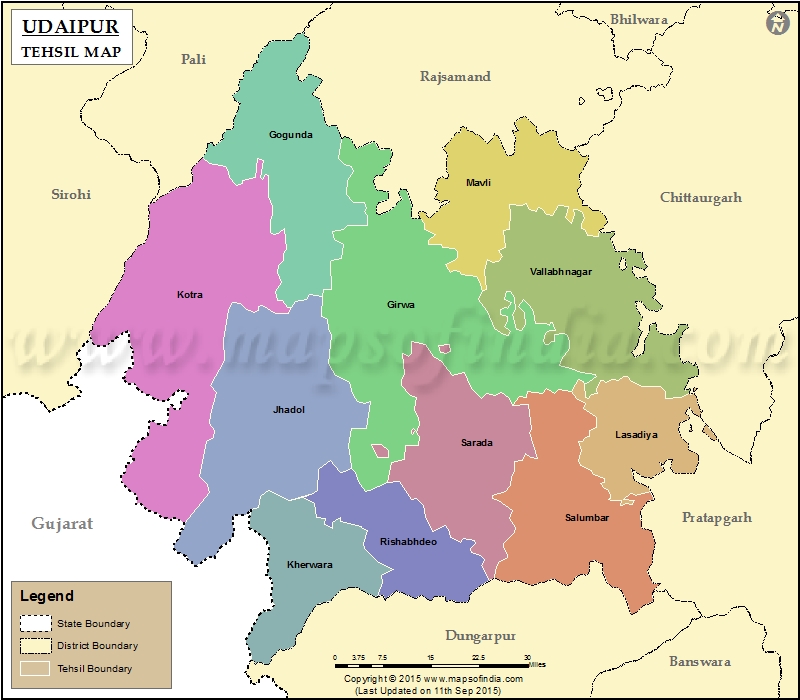 UDAIPUR
TEHSIL MAP
Bhilwara
N
Pali
Rajsamand
Gogunda
Mavli
Sirohi
Chittaurgarh
Vallabhnagar
Kotra
Girwa
www.mapsofindia.com
Jhadol
Lasadiya
Sarada
Gujarat
Salumbar
Pratapgarh
Rishabhdeo
Kherwara
Legend
State Boundary
District Boundary
Tehsil Boundary
Dungarpur
Banswara
0 3.75 7.5 15 22.5 30
Miles
Copyright © 2015 www.mapsofindia.com
(Last Updated on 11th Sep 2015)